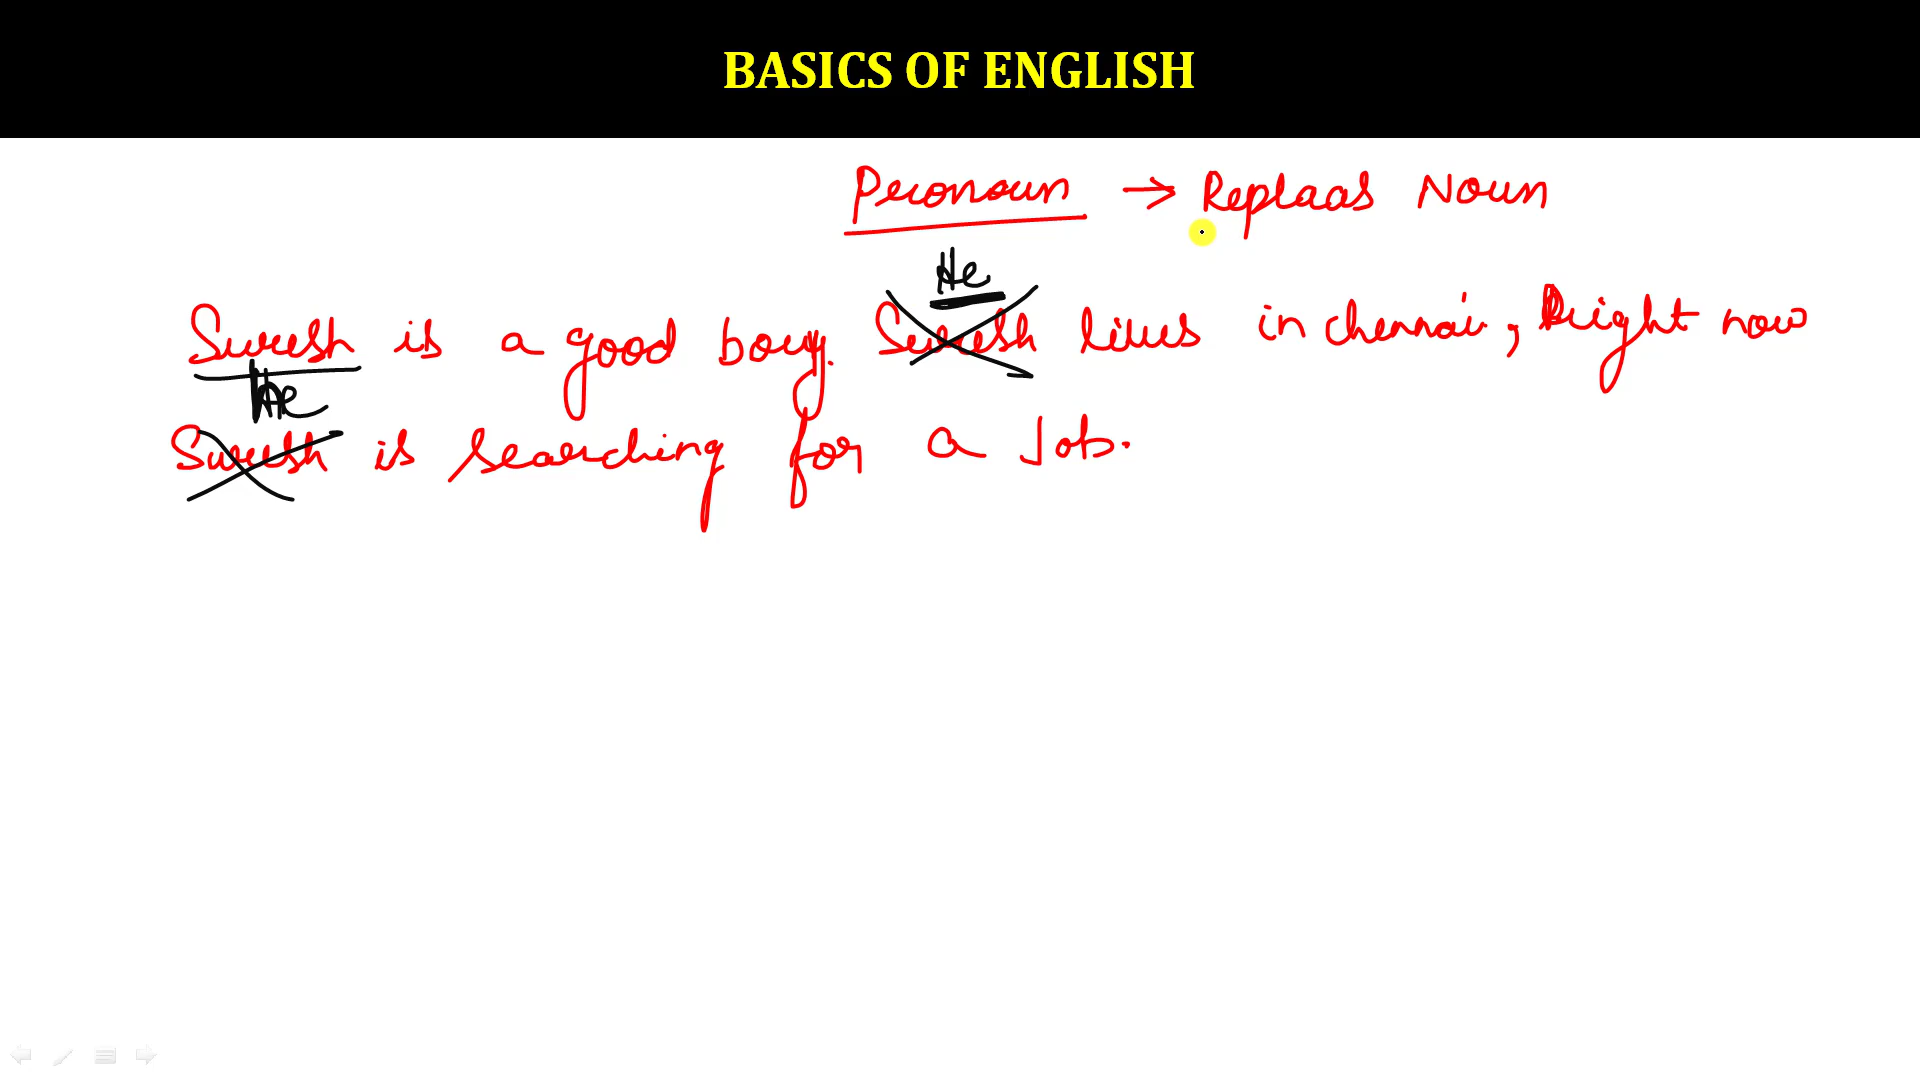 BASICS OF ENGLISH
Pronoun → Replaces Noun
He
Suresh is a good boy. Suresh lives in chennai, Right now
He
Suresh is searching for a Job.